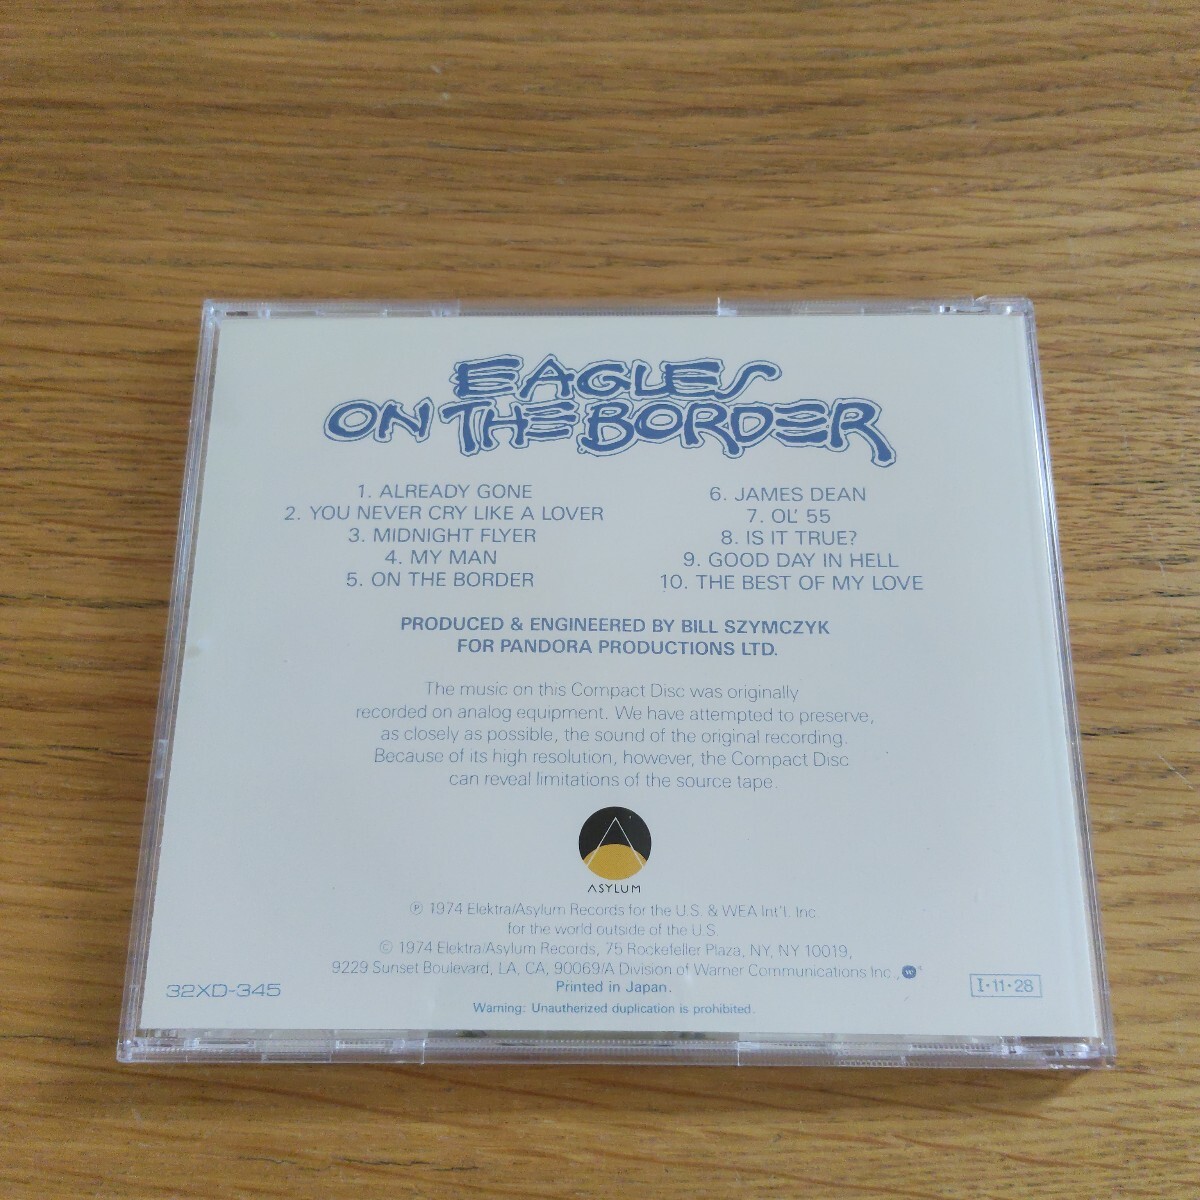 EAGLES
ON THE BORDER
1. ALREADY GONE
2. YOU NEVER CRY LIKE A LOVER
3. MIDNIGHT FLYER
4. MY MAN
5. ON THE BORDER
6. JAMES DEAN
7. OL' 55
8. IS IT TRUE?
9. GOOD DAY IN HELL
10. THE BEST OF MY LOVE
PRODUCED & ENGINEERED BY BILL SZYMCZYK
FOR PANDORA PRODUCTIONS LTD.
The music on this Compact Disc was originally
recorded on analog equipment. We have attempted to preserve,
as closely as possible, the sound of the original recording.
Because of its high resolution, however, the Compact Disc
can reveal limitations of the source tape.
ASYLUM
℗ 1974 Elektra/Asylum Records for the U.S. & WEA Int'l. Inc.
for the world outside of the U.S.
© 1974 Elektra/Asylum Records, 75 Rockefeller Plaza, NY, NY 10019,
9229 Sunset Boulevard, LA, CA, 90069/A Division of Warner Communications Inc.,
Printed in Japan.
32XD-345
I·11·28
Warning: Unautherized duplication is prohibited.